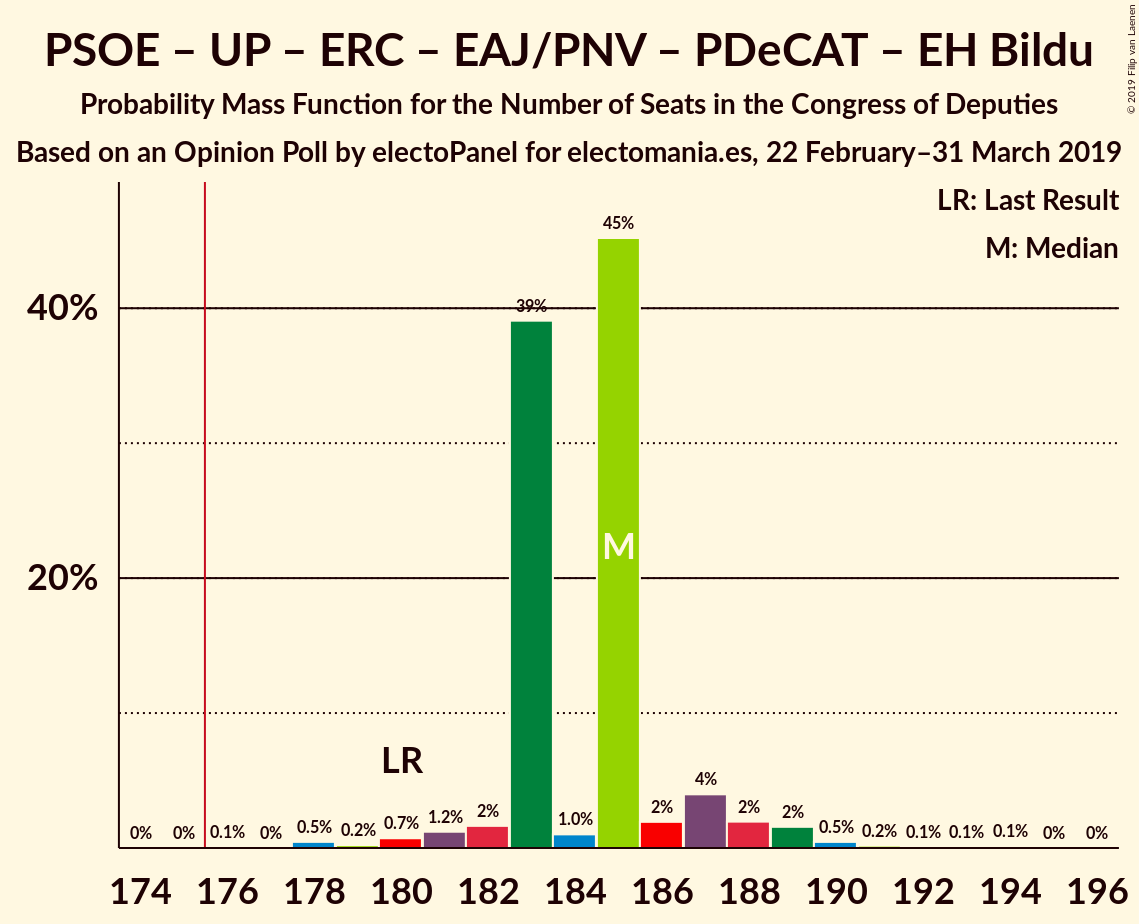 PSOE – UP – ERC – EAJ/PNV – PDeCAT – EH Bildu
Probability Mass Function for the Number of Seats in the Congress of Deputies
Based on an Opinion Poll by electoPanel for electomania.es, 22 February–31 March 2019
© 2019 Filip van Laenen
LR: Last Result
M: Median
45%
40%
39%
M
20%
LR
4%
0% 0% 0.1% 0% 0.5% 0.2% 0.7% 1.2% 2% 1.0% 2% 2% 2% 0.5% 0.2% 0.1% 0.1% 0.1% 0% 0%
174 176 178 180 182 184 186 188 190 192 194 196